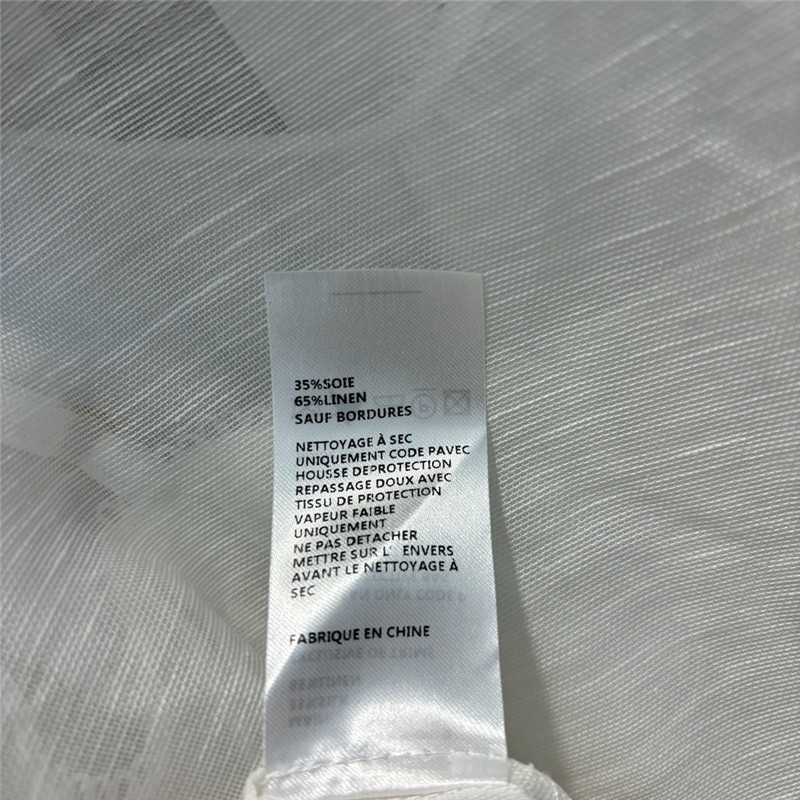 35%SOIE
65%LINEN
SAUF BORDURES
NETTOYAGE À SEC
UNIQUEMENT CODE PAVEC
HOUSSE DEPROTECTION
REPASSAGE DOUX AVEC
TISSU DE PROTECTION
VAPEUR FAIBLE
UNIQUEMENT
NE PAS DETACHER
METTRE SUR L' ENVERS
AVANT LE NETTOYAGE À
SEC
FABRIQUE EN CHINE